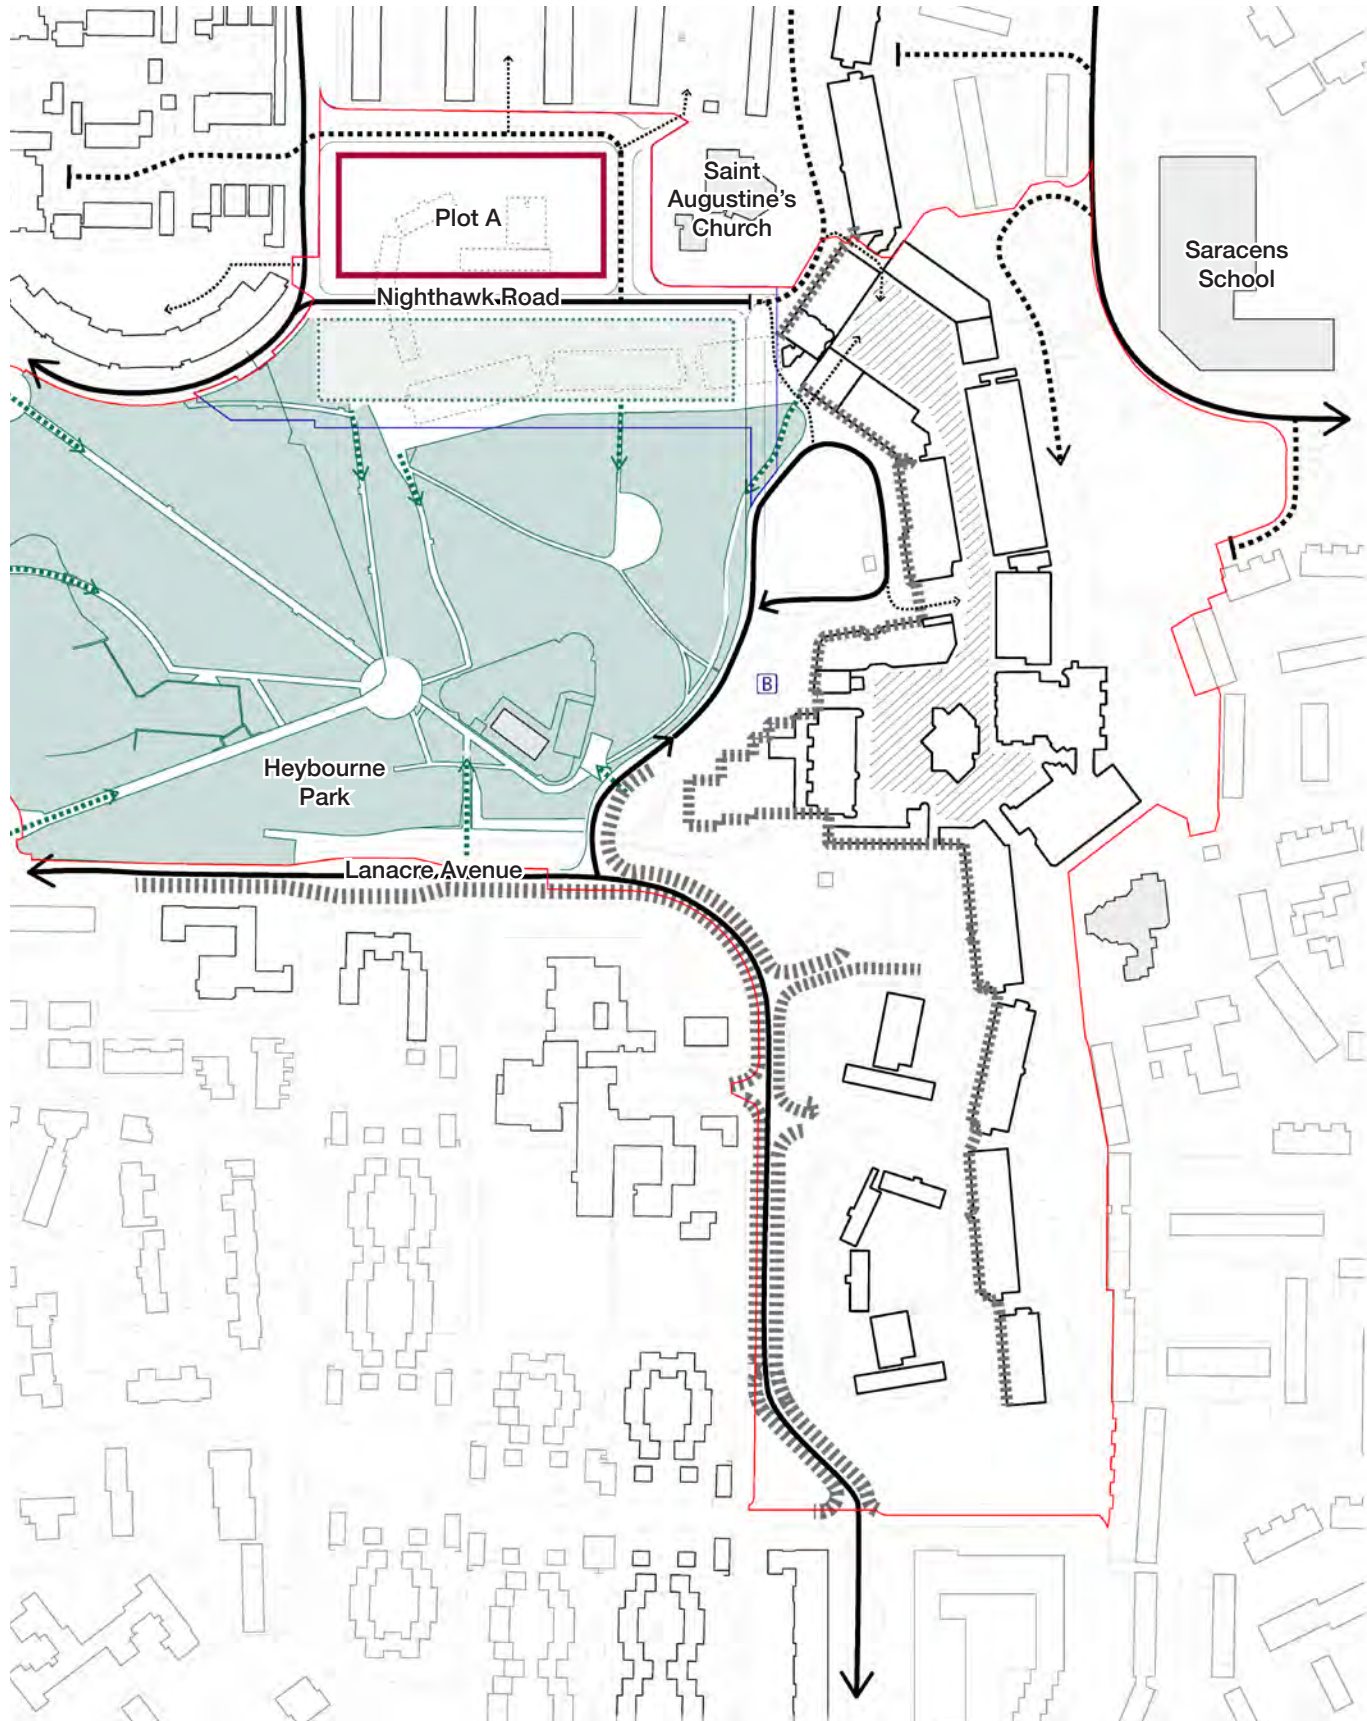 Saint
Augustine's
Church
Plot A
Saracens
School
Nighthawk Road
B
Heybourne
Park
Lanacre Avenue